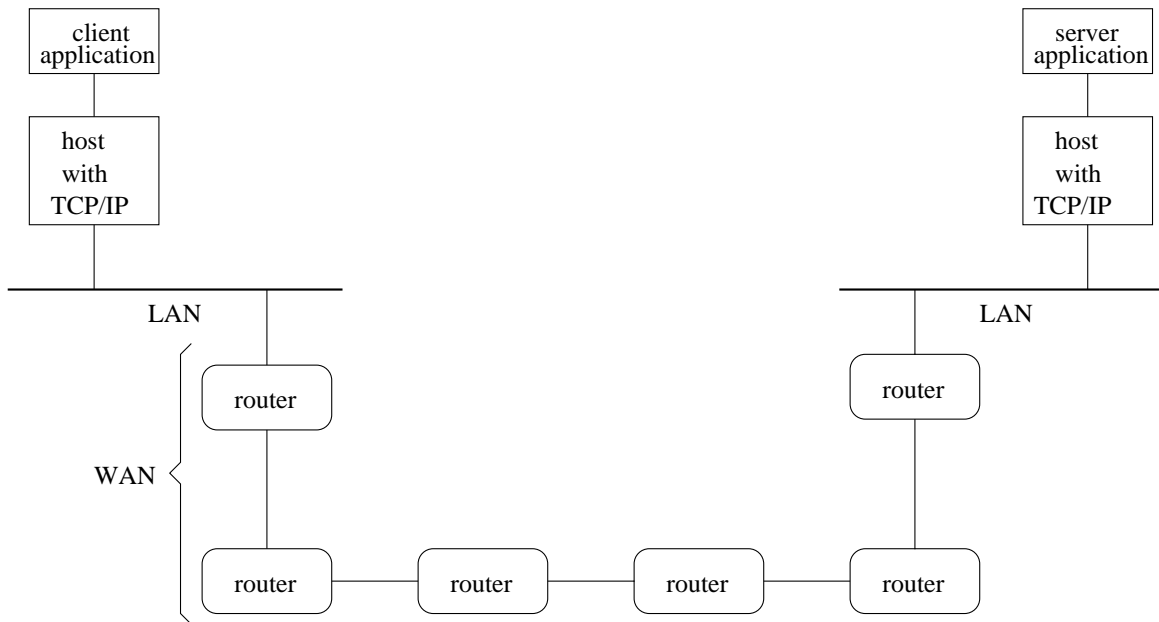 client
application
server
application
host
with
TCP/IP
host
with
TCP/IP
LAN
LAN
router
router
WAN
router
router
router
router